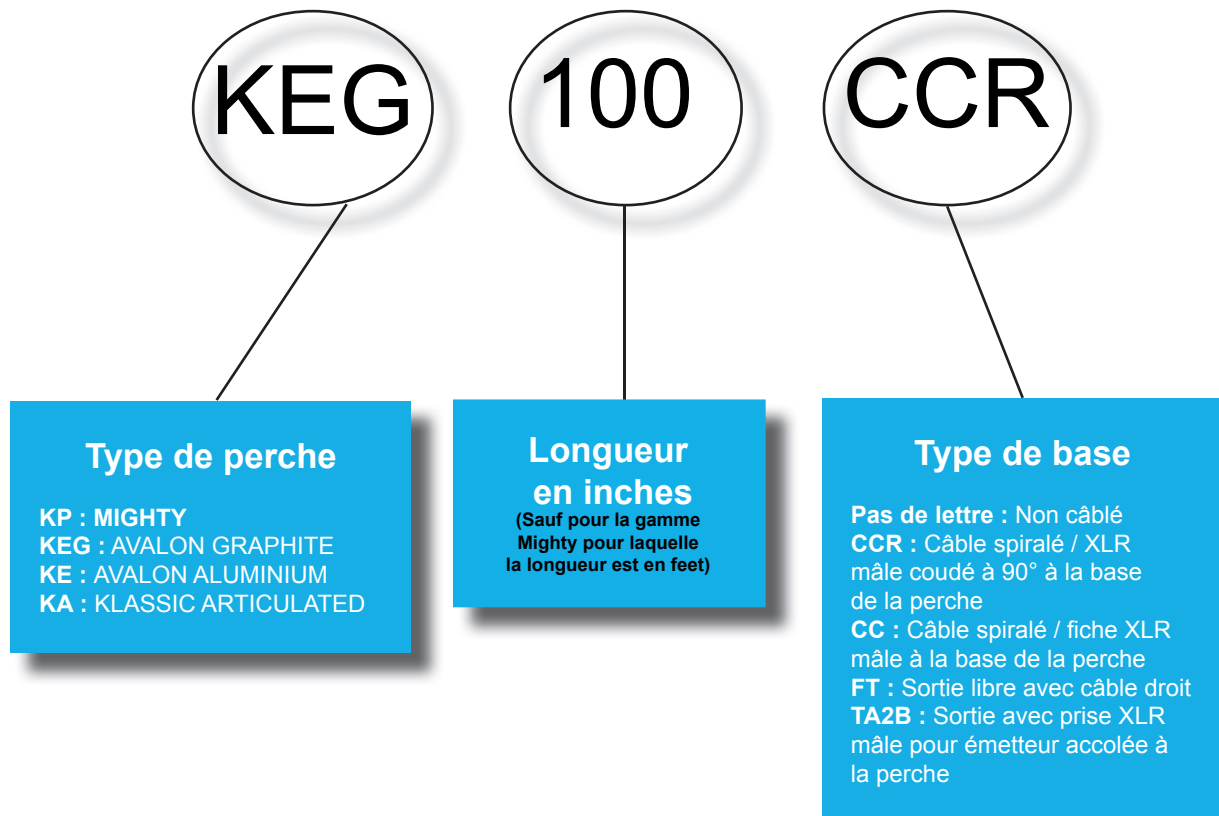 KEG 100 CCR
Type de perche
KP : MIGHTY
KEG : AVALON GRAPHITE
KE : AVALON ALUMINIUM
KA : KLASSIC ARTICULATED
Longueur
en inches
(Sauf pour la gamme
Mighty pour laquelle
la longueur est en feet)
Type de base
Pas de lettre : Non câblé
CCR : Câble spiralé / XLR
mâle coudé à 90° à la base
de la perche
CC : Câble spiralé / fiche XLR
mâle à la base de la perche
FT : Sortie libre avec câble droit
TA2B : Sortie avec prise XLR
mâle pour émetteur accolée à
la perche